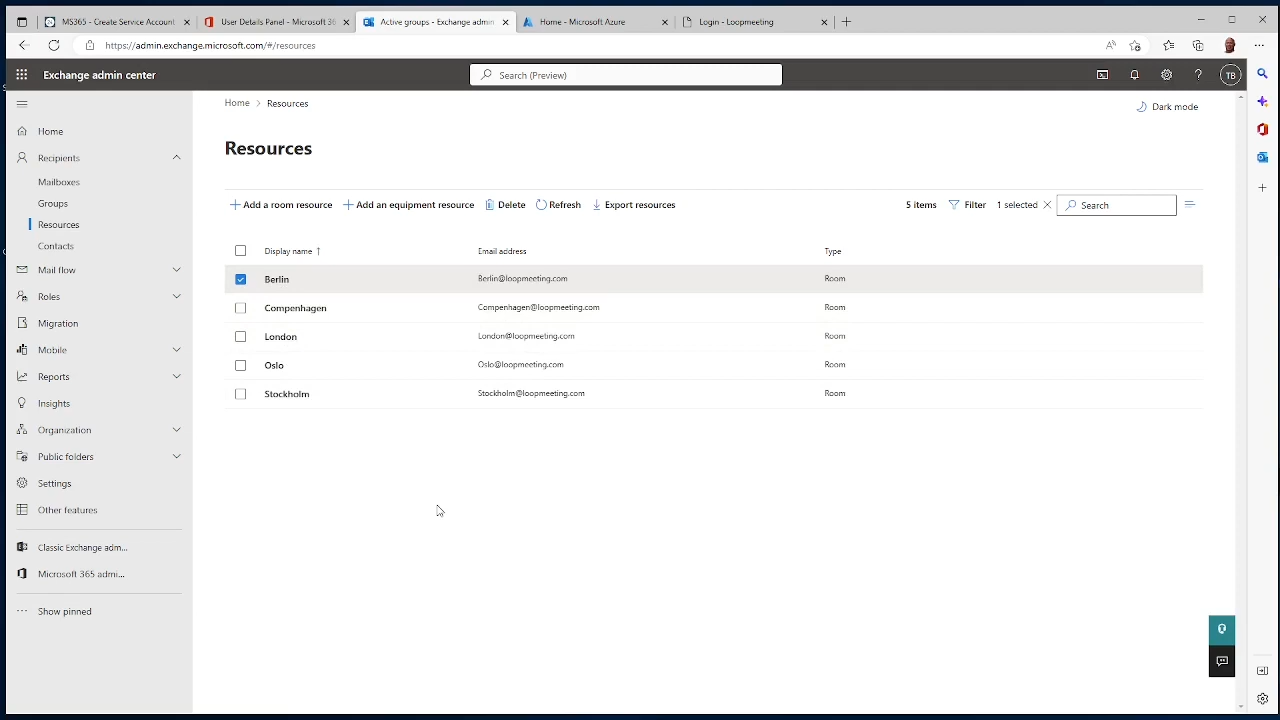 MS365 - Create Service Account
User Details Panel - Microsoft 36
Active groups - Exchange admin
Home - Microsoft Azure
Login - Loopmeeting
https://admin.exchange.microsoft.com/#/resources
Exchange admin center
Search (Preview)
TB
Home > Resources
Dark mode
Resources
Add a room resource
Add an equipment resource
Delete
Refresh
Export resources
5 items
Filter
1 selected
Search
Display name ↑ Email address Type
Berlin Berlin@loopmeeting.com Room
Compenhagen Compenhagen@loopmeeting.com Room
London London@loopmeeting.com Room
Oslo Oslo@loopmeeting.com Room
Stockholm Stockholm@loopmeeting.com Room
Home
Recipients
Mailboxes
Groups
Resources
Contacts
Mail flow
Roles
Migration
Mobile
Reports
Insights
Organization
Public folders
Settings
Other features
Classic Exchange adm...
Microsoft 365 admi...
Show pinned